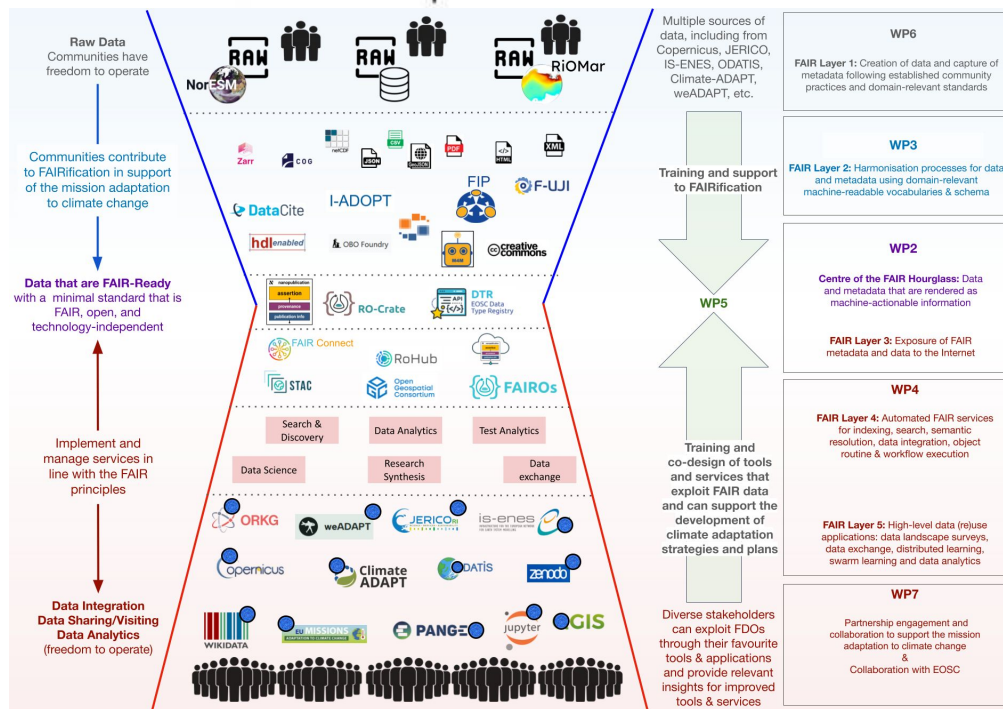 Raw Data
Communities have
freedom to operate
Communities contribute
to FAIRification in support
of the mission adaptation
to climate change
Data that are FAIR-Ready
with a minimal standard that is
FAIR, open, and
technology-independent
Implement and
manage services in
line with the FAIR
principles
Data Integration
Data Sharing/Visiting
Data Analytics
(freedom to operate)
RAW
RAW
RAW
NorESM
RiOMar
Zarr
COG
netCDF
JSON
CSV
GeoJSON
PDF
</>
HTML
XML
DataCite
I-ADOPT
FIP
F-UJI
hdl enabled
OBO Foundry
M4M
cc creative
commons
nanopublication
assertion
provenance
publication info
RO-Crate
API
</>
DTR
EOSC Data
Type Registry
FAIR Connect
RoHub
STAC
Open
Geospatial
Consortium
FAIROs
Search &
Discovery
Data Analytics
Test Analytics
Data Science
Research
Synthesis
Data
exchange
ORKG
weADAPT
JERICO RI
is-enes
opernicus
Climate
ADAPT
DATIS
zenodo
WIKIDATA
EU MISSIONS
ADAPTATION TO CLIMATE CHANGE
PANG
jupyter
GIS
Multiple sources of
data, including from
Copernicus, JERICO,
IS-ENES, ODATIS,
Climate-ADAPT,
weADAPT, etc.
Training and support
to FAIRification
WP5
Training and
co-design of tools
and services that
exploit FAIR data
and can support the
development of
climate adaptation
strategies and plans
Diverse stakeholders
can exploit FDOs
through their favourite
tools & applications
and provide relevant
insights for improved
tools & services
WP6
FAIR Layer 1: Creation of data and capture of
metadata following established community
practices and domain-relevant standards
WP3
FAIR Layer 2: Harmonisation processes for data
and metadata using domain-relevant
machine-readable vocabularies & schema
WP2
Centre of the FAIR Hourglass: Data
and metadata that are rendered as
machine-actionable information
FAIR Layer 3: Exposure of FAIR
metadata and data to the Internet
WP4
FAIR Layer 4: Automated FAIR services
for indexing, search, semantic
resolution, data integration, object
routine & workflow execution
FAIR Layer 5: High-level data (re)use
applications: data landscape surveys,
data exchange, distributed learning,
swarm learning and data analytics
WP7
Partnership engagement and
collaboration to support the mission
adaptation to climate change
&
Collaboration with EOSC